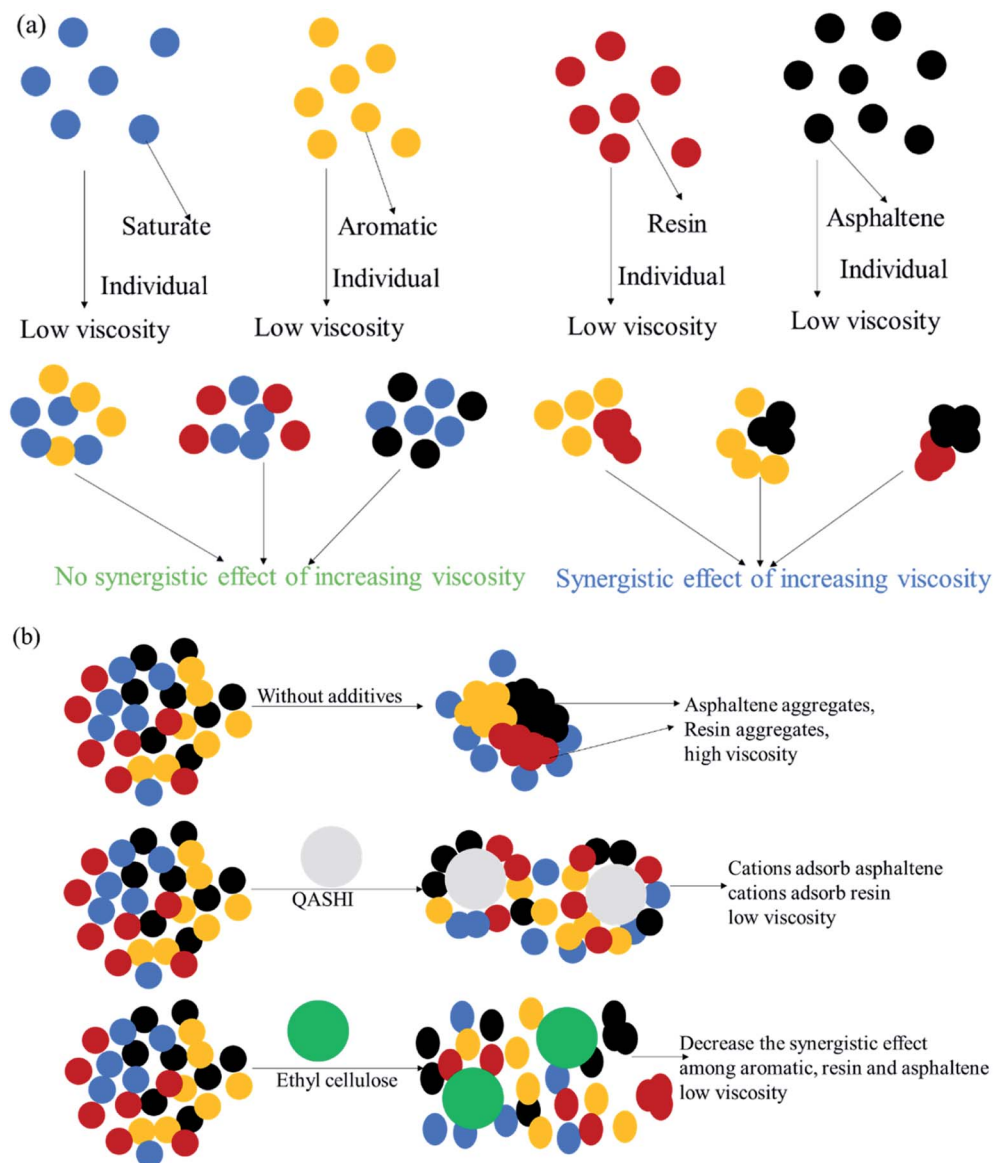 (a)
Saturate
Aromatic
Resin
Asphaltene
Individual
Individual
Individual
Individual
Low viscosity
Low viscosity
Low viscosity
Low viscosity
No synergistic effect of increasing viscosity
Synergistic effect of increasing viscosity
(b)
Without additives
Asphaltene aggregates,
Resin aggregates,
high viscosity
QASHI
Cations adsorb asphaltene
cations adsorb resin
low viscosity
Ethyl cellulose
Decrease the synergistic effect
among aromatic, resin and asphaltene
low viscosity